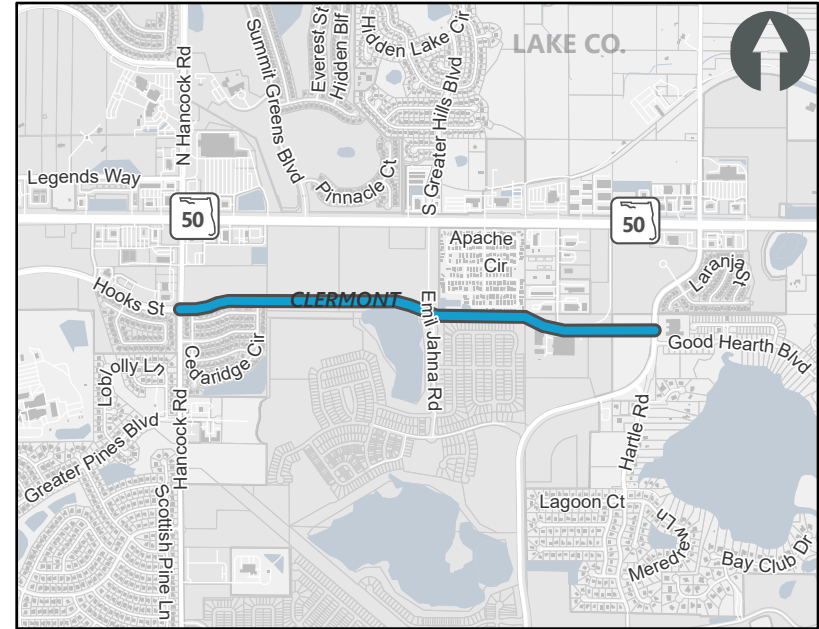 LAKE CO.
N Hancock Rd
Summit Greens Blvd
Everest St
Hidden Blf
Hidden Lake Cir
S Greater Hills Blvd
Legends Way
Pinnacle Ct
50
50
Apache
Cir
Laranja St
Hooks St
CLERMONT
Emil Jahna Rd
Good Hearth Blvd
Loblolly Ln
Cedaridge Cir
Hancock Rd
Hartle Rd
Greater Pines Blvd
Scottish Pine Ln
Lagoon Ct
Meredrew Ln
Bay Club Dr